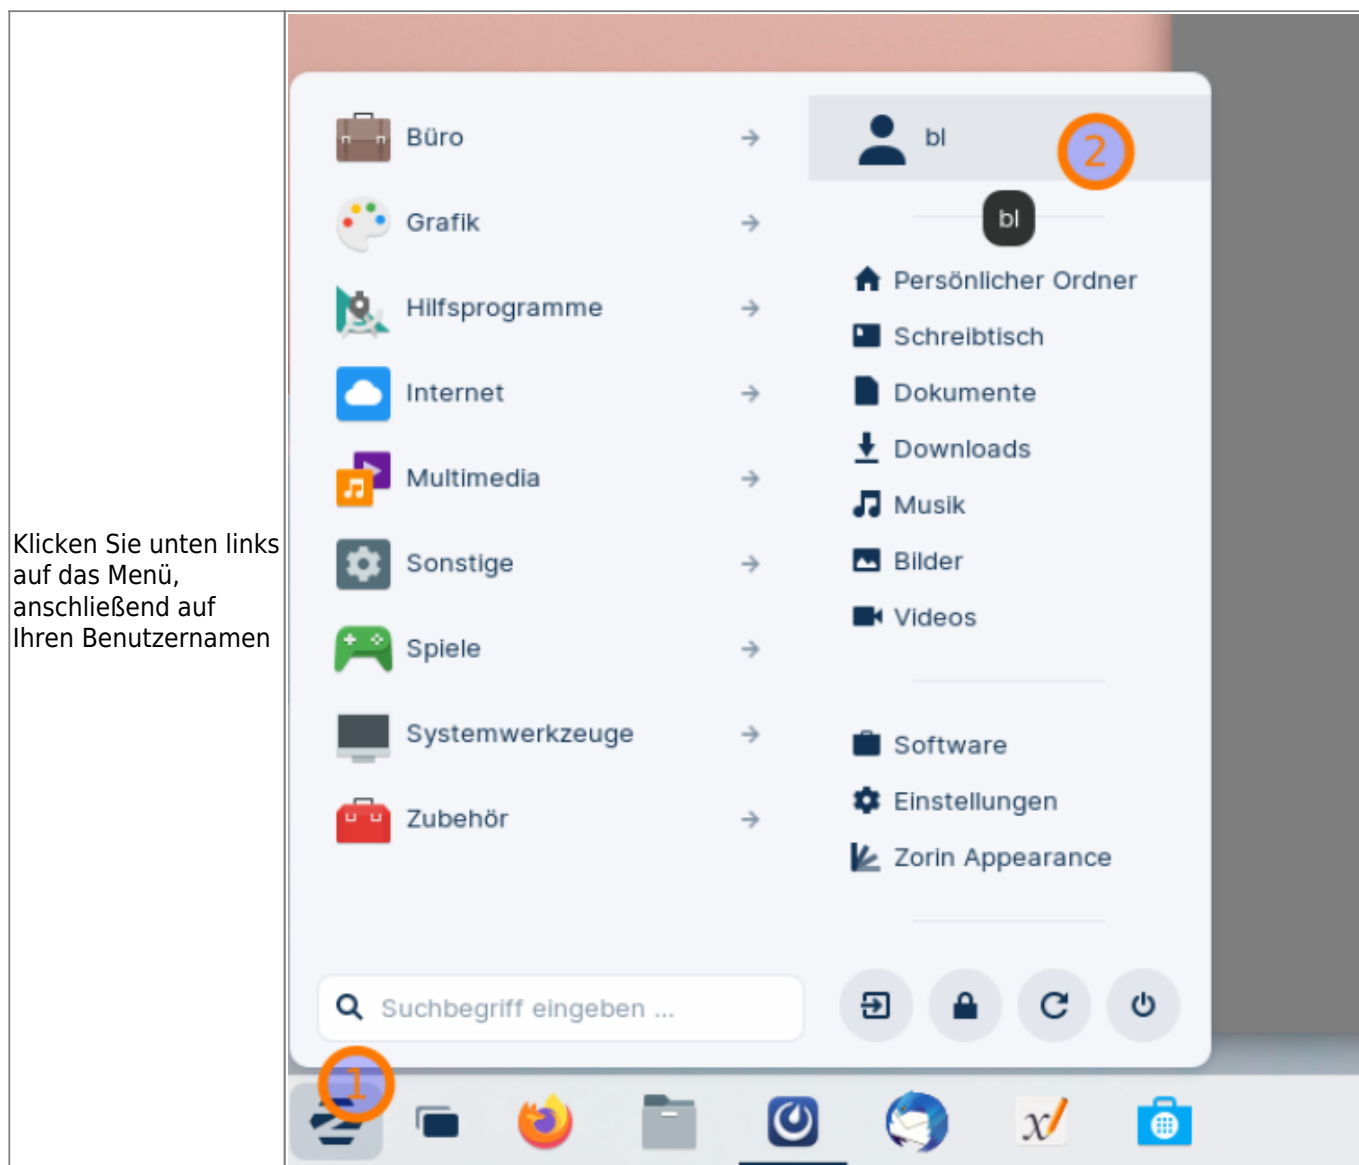 Klicken Sie unten links
auf das Menü,
anschließend auf
Ihren Benutzernamen
Büro
Grafik
Hilfsprogramme
Internet
Multimedia
Sonstige
Spiele
Systemwerkzeuge
Zubehör
Suchbegriff eingeben ...
bl
2
bl
Persönlicher Ordner
Schreibtisch
Dokumente
Downloads
Musik
Bilder
Videos
Software
Einstellungen
Zorin Appearance
1